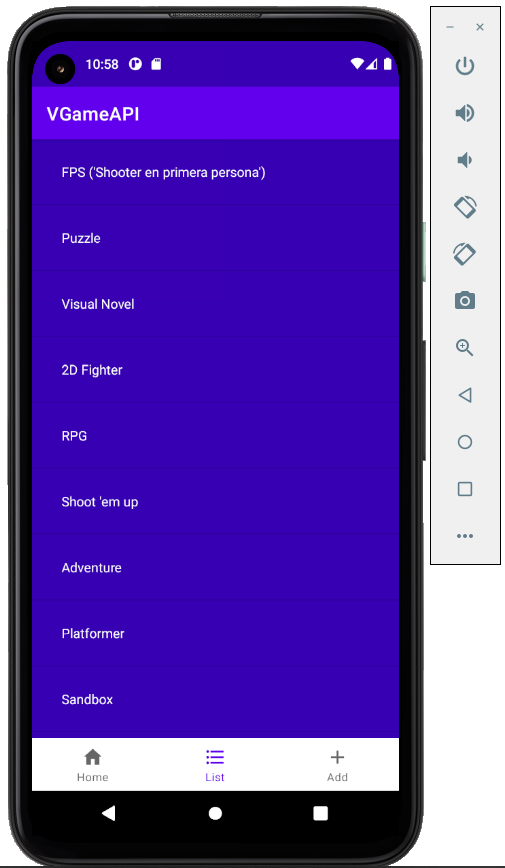 10:58
VGameAPI
FPS ('Shooter en primera persona')
Puzzle
Visual Novel
2D Fighter
RPG
Shoot 'em up
Adventure
Platformer
Sandbox
Home List Add